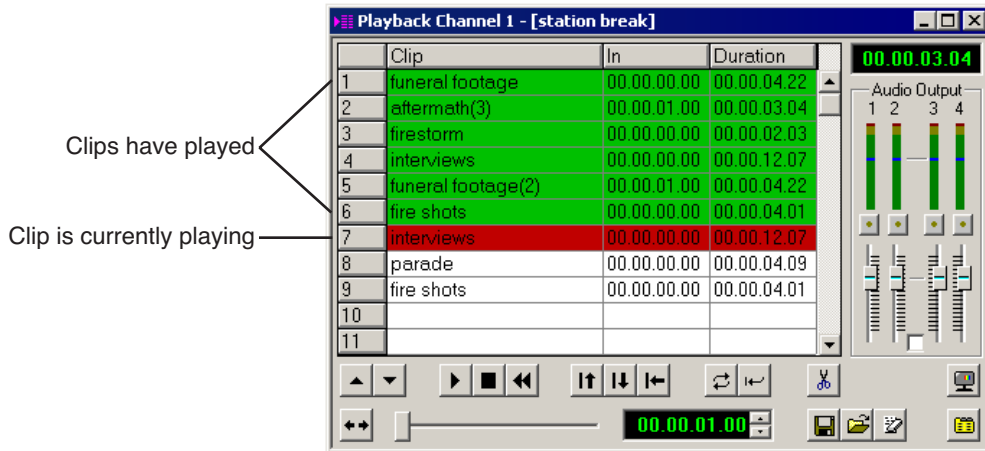 Playback Channel 1 - [station break]
Clip In Duration
00.00.03.04
1 funeral footage 00.00.00.00 00.00.04.22
2 aftermath(3) 00.00.01.00 00.00.03.04
3 firestorm 00.00.00.00 00.00.02.03
4 interviews 00.00.00.00 00.00.12.07
5 funeral footage(2) 00.00.01.00 00.00.04.22
6 fire shots 00.00.00.00 00.00.04.01
7 interviews 00.00.00.00 00.00.12.07
8 parade 00.00.00.00 00.00.04.09
9 fire shots 00.00.00.00 00.00.04.01
10
11
Audio Output
1 2 3 4
Clips have played
Clip is currently playing
00.00.01.00